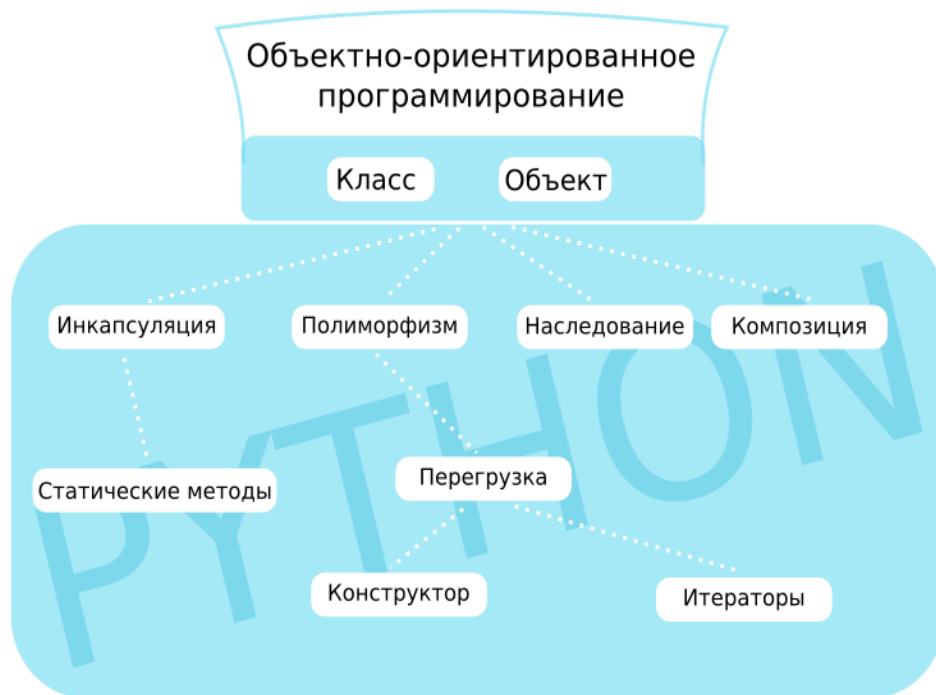 Объектно-ориентированное
программирование
Класс
Объект
Инкапсуляция
Полиморфизм
Наследование
Композиция
PYTHON
Статические методы
Перегрузка
Конструктор
Итераторы